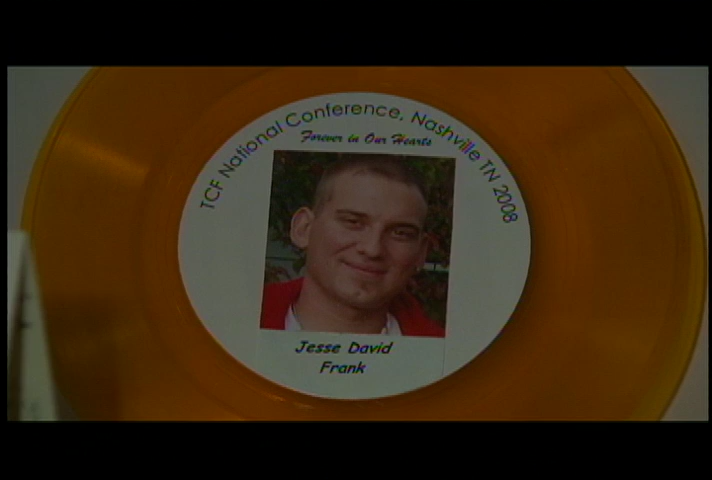 TCF National Conference, Nashville TN 2008
Forever in Our Hearts
Jesse David
Frank